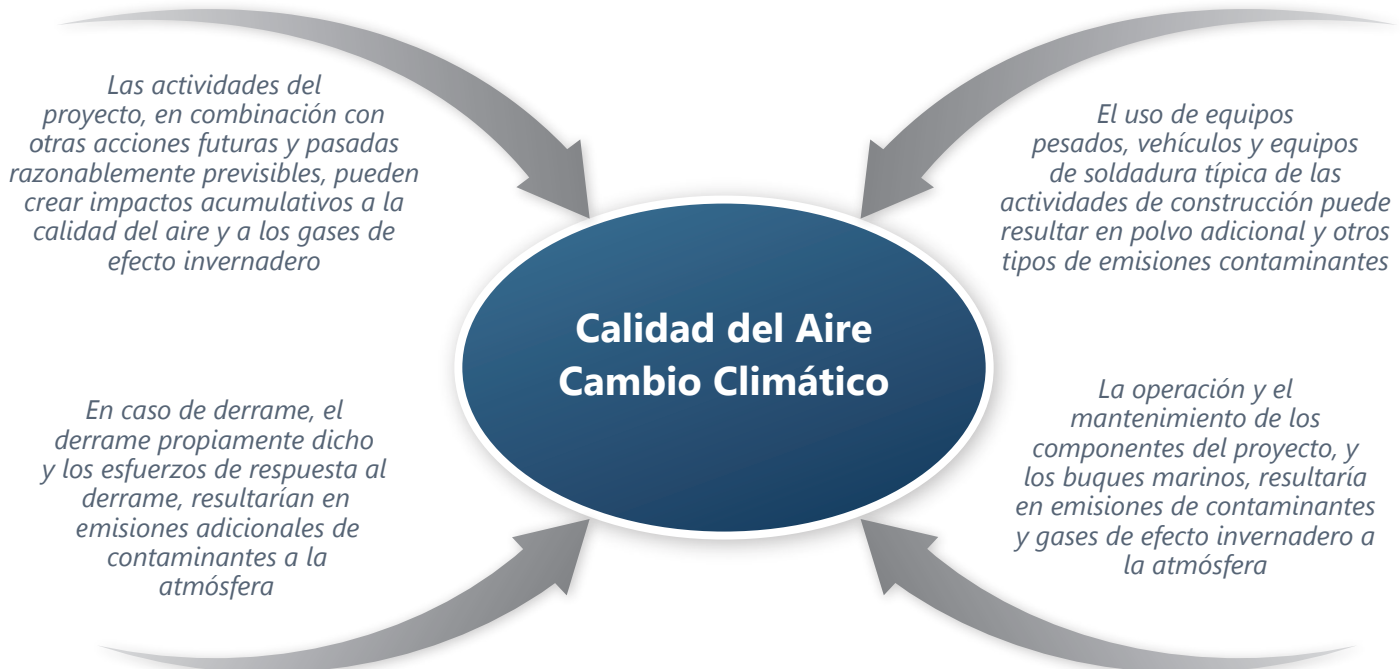 Las actividades del
proyecto, en combinación con
otras acciones futuras y pasadas
razonablemente previsibles, pueden
crear impactos acumulativos a la
calidad del aire y a los gases de
efecto invernadero
El uso de equipos
pesados, vehículos y equipos
de soldadura típica de las
actividades de construcción puede
resultar en polvo adicional y otros
tipos de emisiones contaminantes
Calidad del Aire
Cambio Climático
En caso de derrame, el
derrame propiamente dicho
y los esfuerzos de respuesta al
derrame, resultarían en
emisiones adicionales de
contaminantes a la
atmósfera
La operación y el
mantenimiento de los
componentes del proyecto, y
los buques marinos, resultaría
en emisiones de contaminantes
y gases de efecto invernadero a
la atmósfera